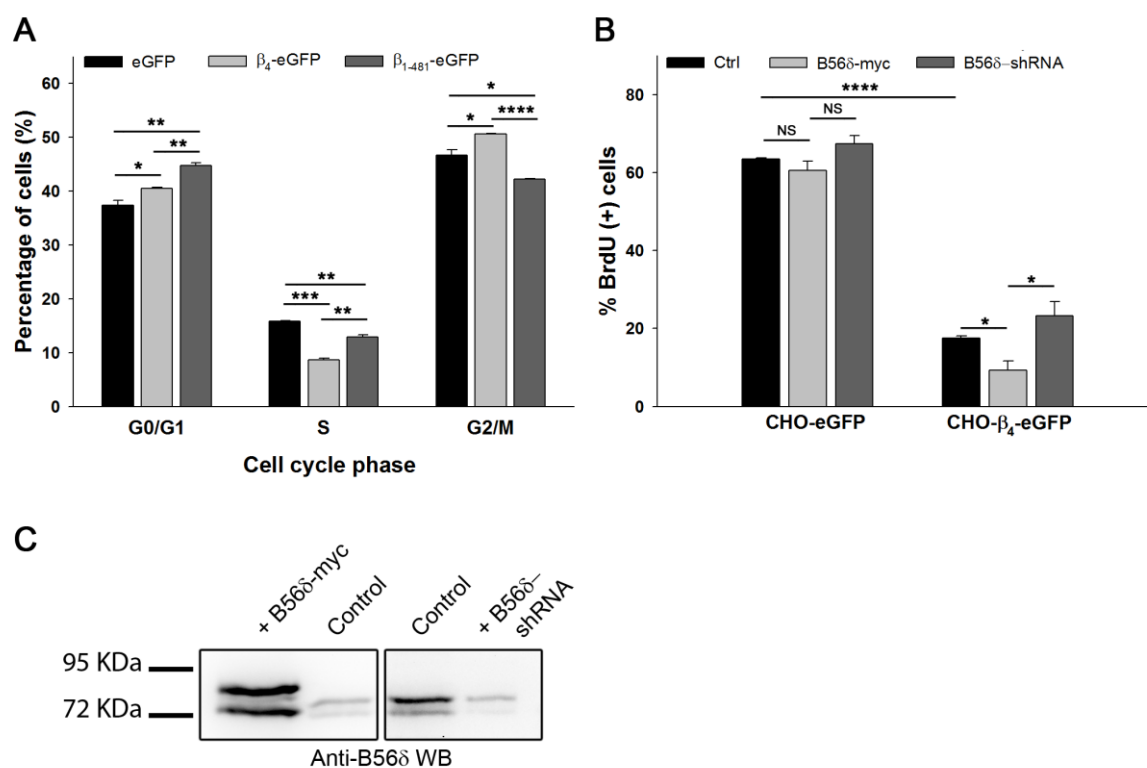 A
eGFP β4-eGFP β1-481-eGFP
Percentage of cells (%)
60
50
40
30
20
10
0
* ** **
* **** *
** *** **
G0/G1 S G2/M
Cell cycle phase
B
Ctrl B56δ-myc B56δ–shRNA
% BrdU (+) cells
80
60
40
20
0
****
NS NS
* *
CHO-eGFP CHO-β4-eGFP
C
+ B56δ-myc
Control
Control
+ B56δ–
shRNA
95 KDa
72 KDa
Anti-B56δ WB